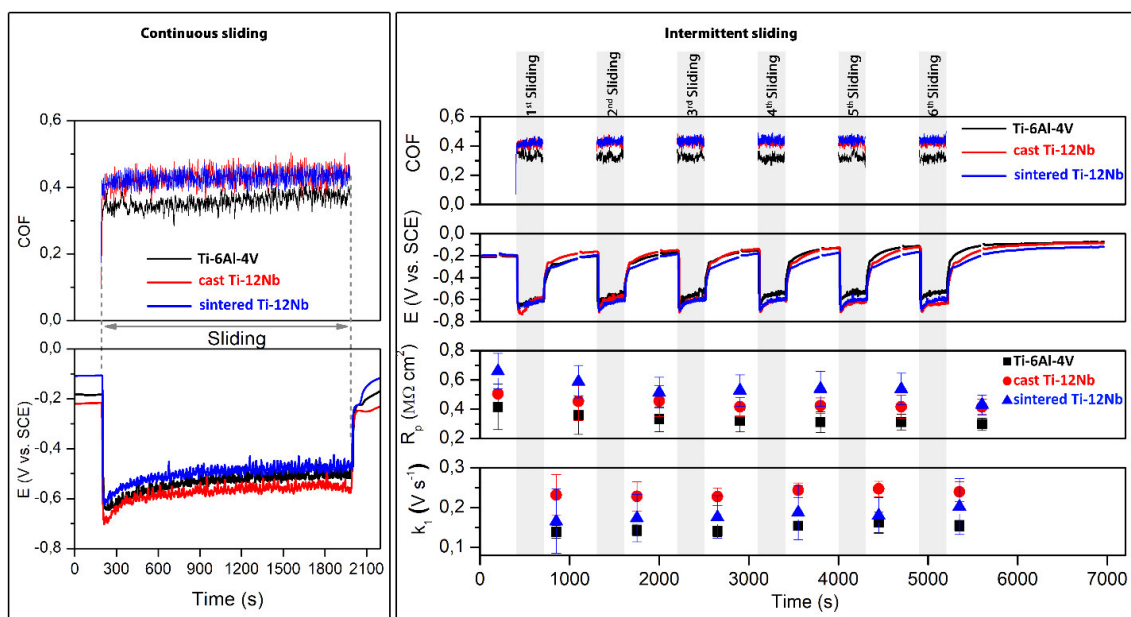 Continuous sliding
0,6
0,4
0,2
0,0
COF
Ti-6Al-4V
cast Ti-12Nb
sintered Ti-12Nb
Sliding
-0,0
-0,2
-0,4
-0,6
-0,8
E (V vs. SCE)
0 300 600 900 1200 1500 1800 2100
Time (s)
Intermittent sliding
1st Sliding
2nd Sliding
3rd Sliding
4th Sliding
5th Sliding
6th Sliding
0,6
0,4
0,2
0,0
COF
Ti-6Al-4V
cast Ti-12Nb
sintered Ti-12Nb
-0,2
-0,4
-0,6
-0,8
E (V vs. SCE)
0,8
0,6
0,4
0,2
Rp (MΩ cm2)
Ti-6Al-4V
cast Ti-12Nb
sintered Ti-12Nb
0,3
0,2
0,1
k1 (V s-1)
0 1000 2000 3000 4000 5000 6000 7000
Time (s)